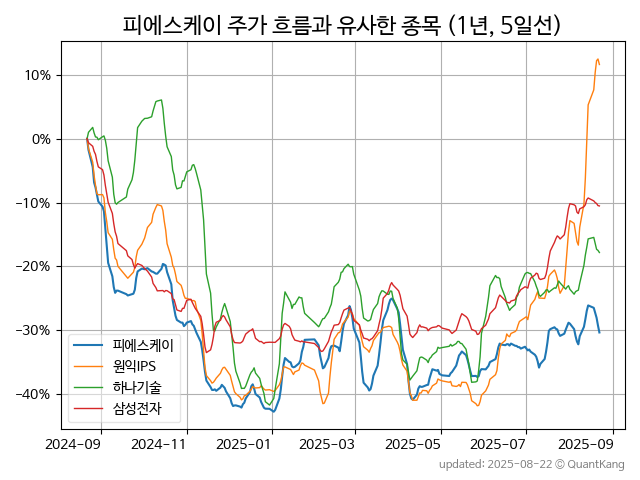 피에스케이 주가 흐름과 유사한 종목 (1년, 5일선)
10%
0%
−10%
−20%
−30%
−40%
피에스케이
원익IPS
하나기술
삼성전자
2024-09
2024-11
2025-01
2025-03
2025-05
2025-07
2025-09
updated: 2025-08-22 © QuantKang